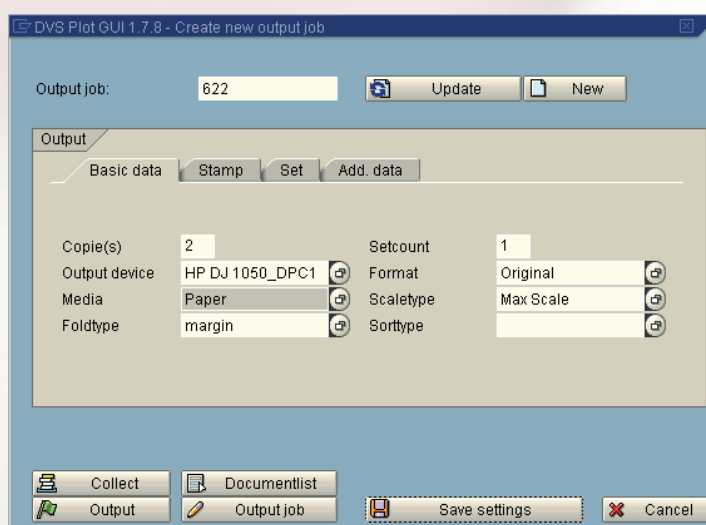 DVS Plot GUI 1.7.8 - Create new output job
Output job: 622 Update New
Output
Basic data Stamp Set Add. data
Copie(s) 2 Setcount 1
Output device HP DJ 1050_DPC1 Format Original
Media Paper Scaletype Max Scale
Foldtype margin Sorttype
Collect Documentlist
Output Output job Save settings Cancel